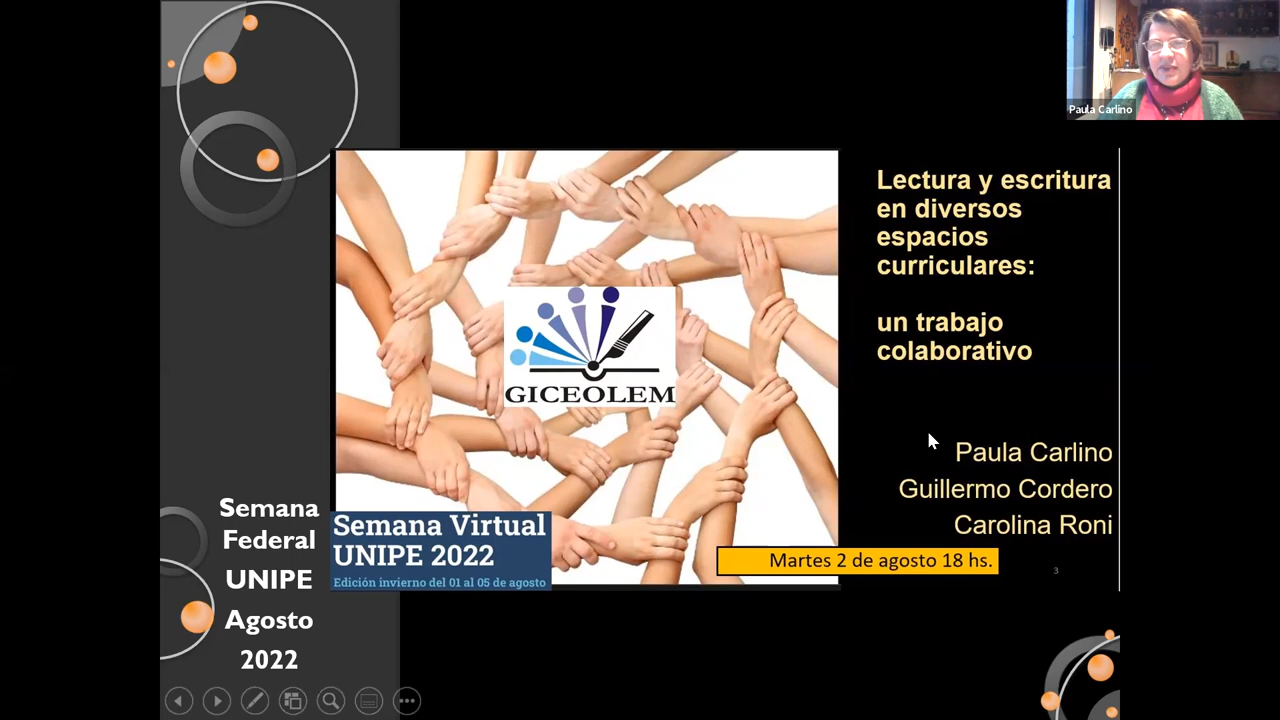 Paula Carlino
Lectura y escritura
en diversos
espacios
curriculares:
un trabajo
colaborativo
GICEOLEM
Paula Carlino
Guillermo Cordero
Carolina Roni
Semana Virtual
UNIPE 2022
Edición invierno del 01 al 05 de agosto
Martes 2 de agosto 18 hs.
3
Semana
Federal
UNIPE
Agosto
2022